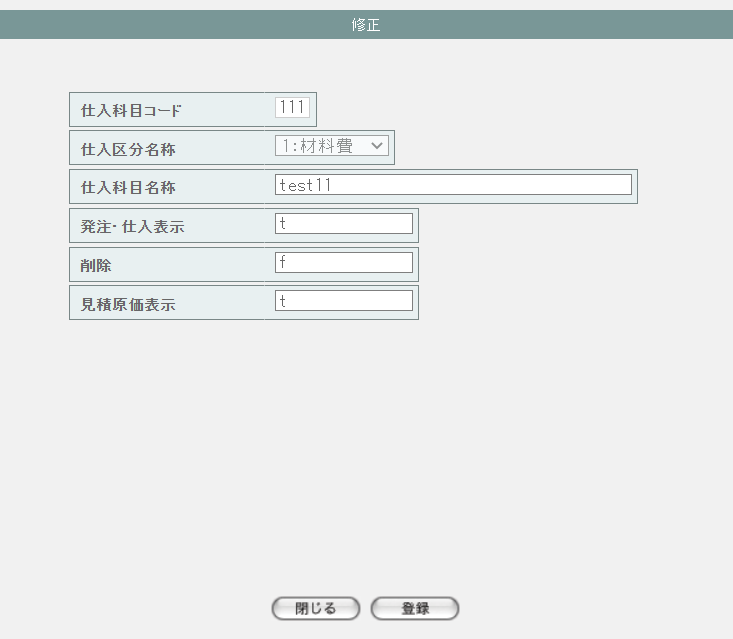 修正
仕入科目コード 111
仕入区分名称 1:材料費
仕入科目名称 test11
発注・仕入表示 t
削除 f
見積原価表示 t
閉じる 登録